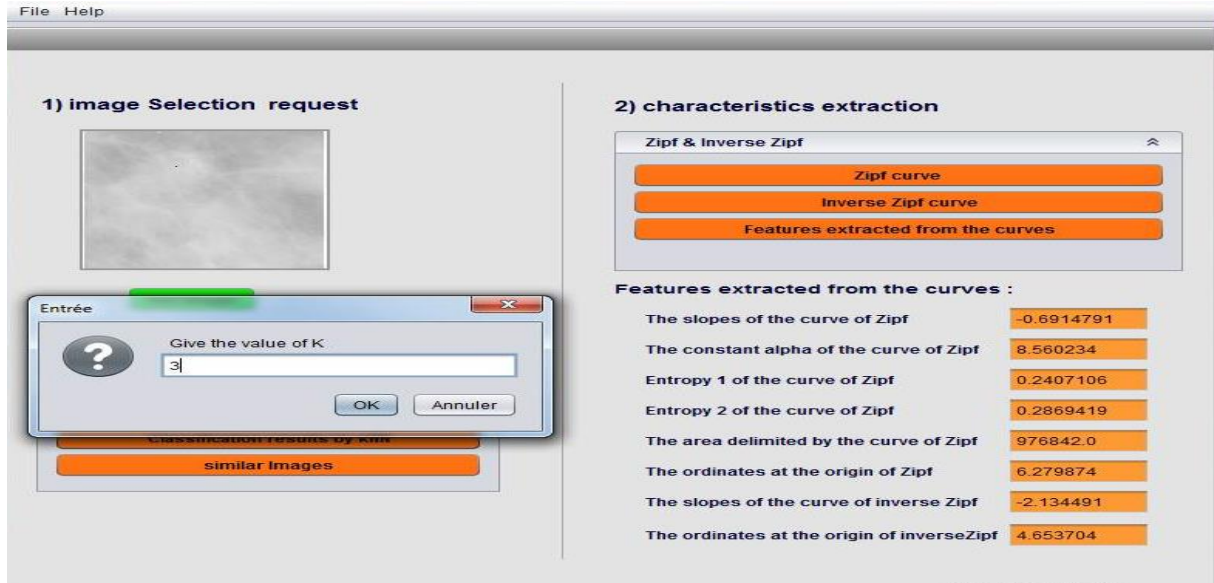 File Help
1) image Selection request
Entrée
Give the value of K
3
OK Annuler
Classification results by knn
similar Images
2) characteristics extraction
Zipf & Inverse Zipf
Zipf curve
Inverse Zipf curve
Features extracted from the curves
Features extracted from the curves :
The slopes of the curve of Zipf -0.6914791
The constant alpha of the curve of Zipf 8.560234
Entropy 1 of the curve of Zipf 0.2407106
Entropy 2 of the curve of Zipf 0.2869419
The area delimited by the curve of Zipf 976842.0
The ordinates at the origin of Zipf 6.279874
The slopes of the curve of inverse Zipf -2.134491
The ordinates at the origin of inverseZipf 4.653704